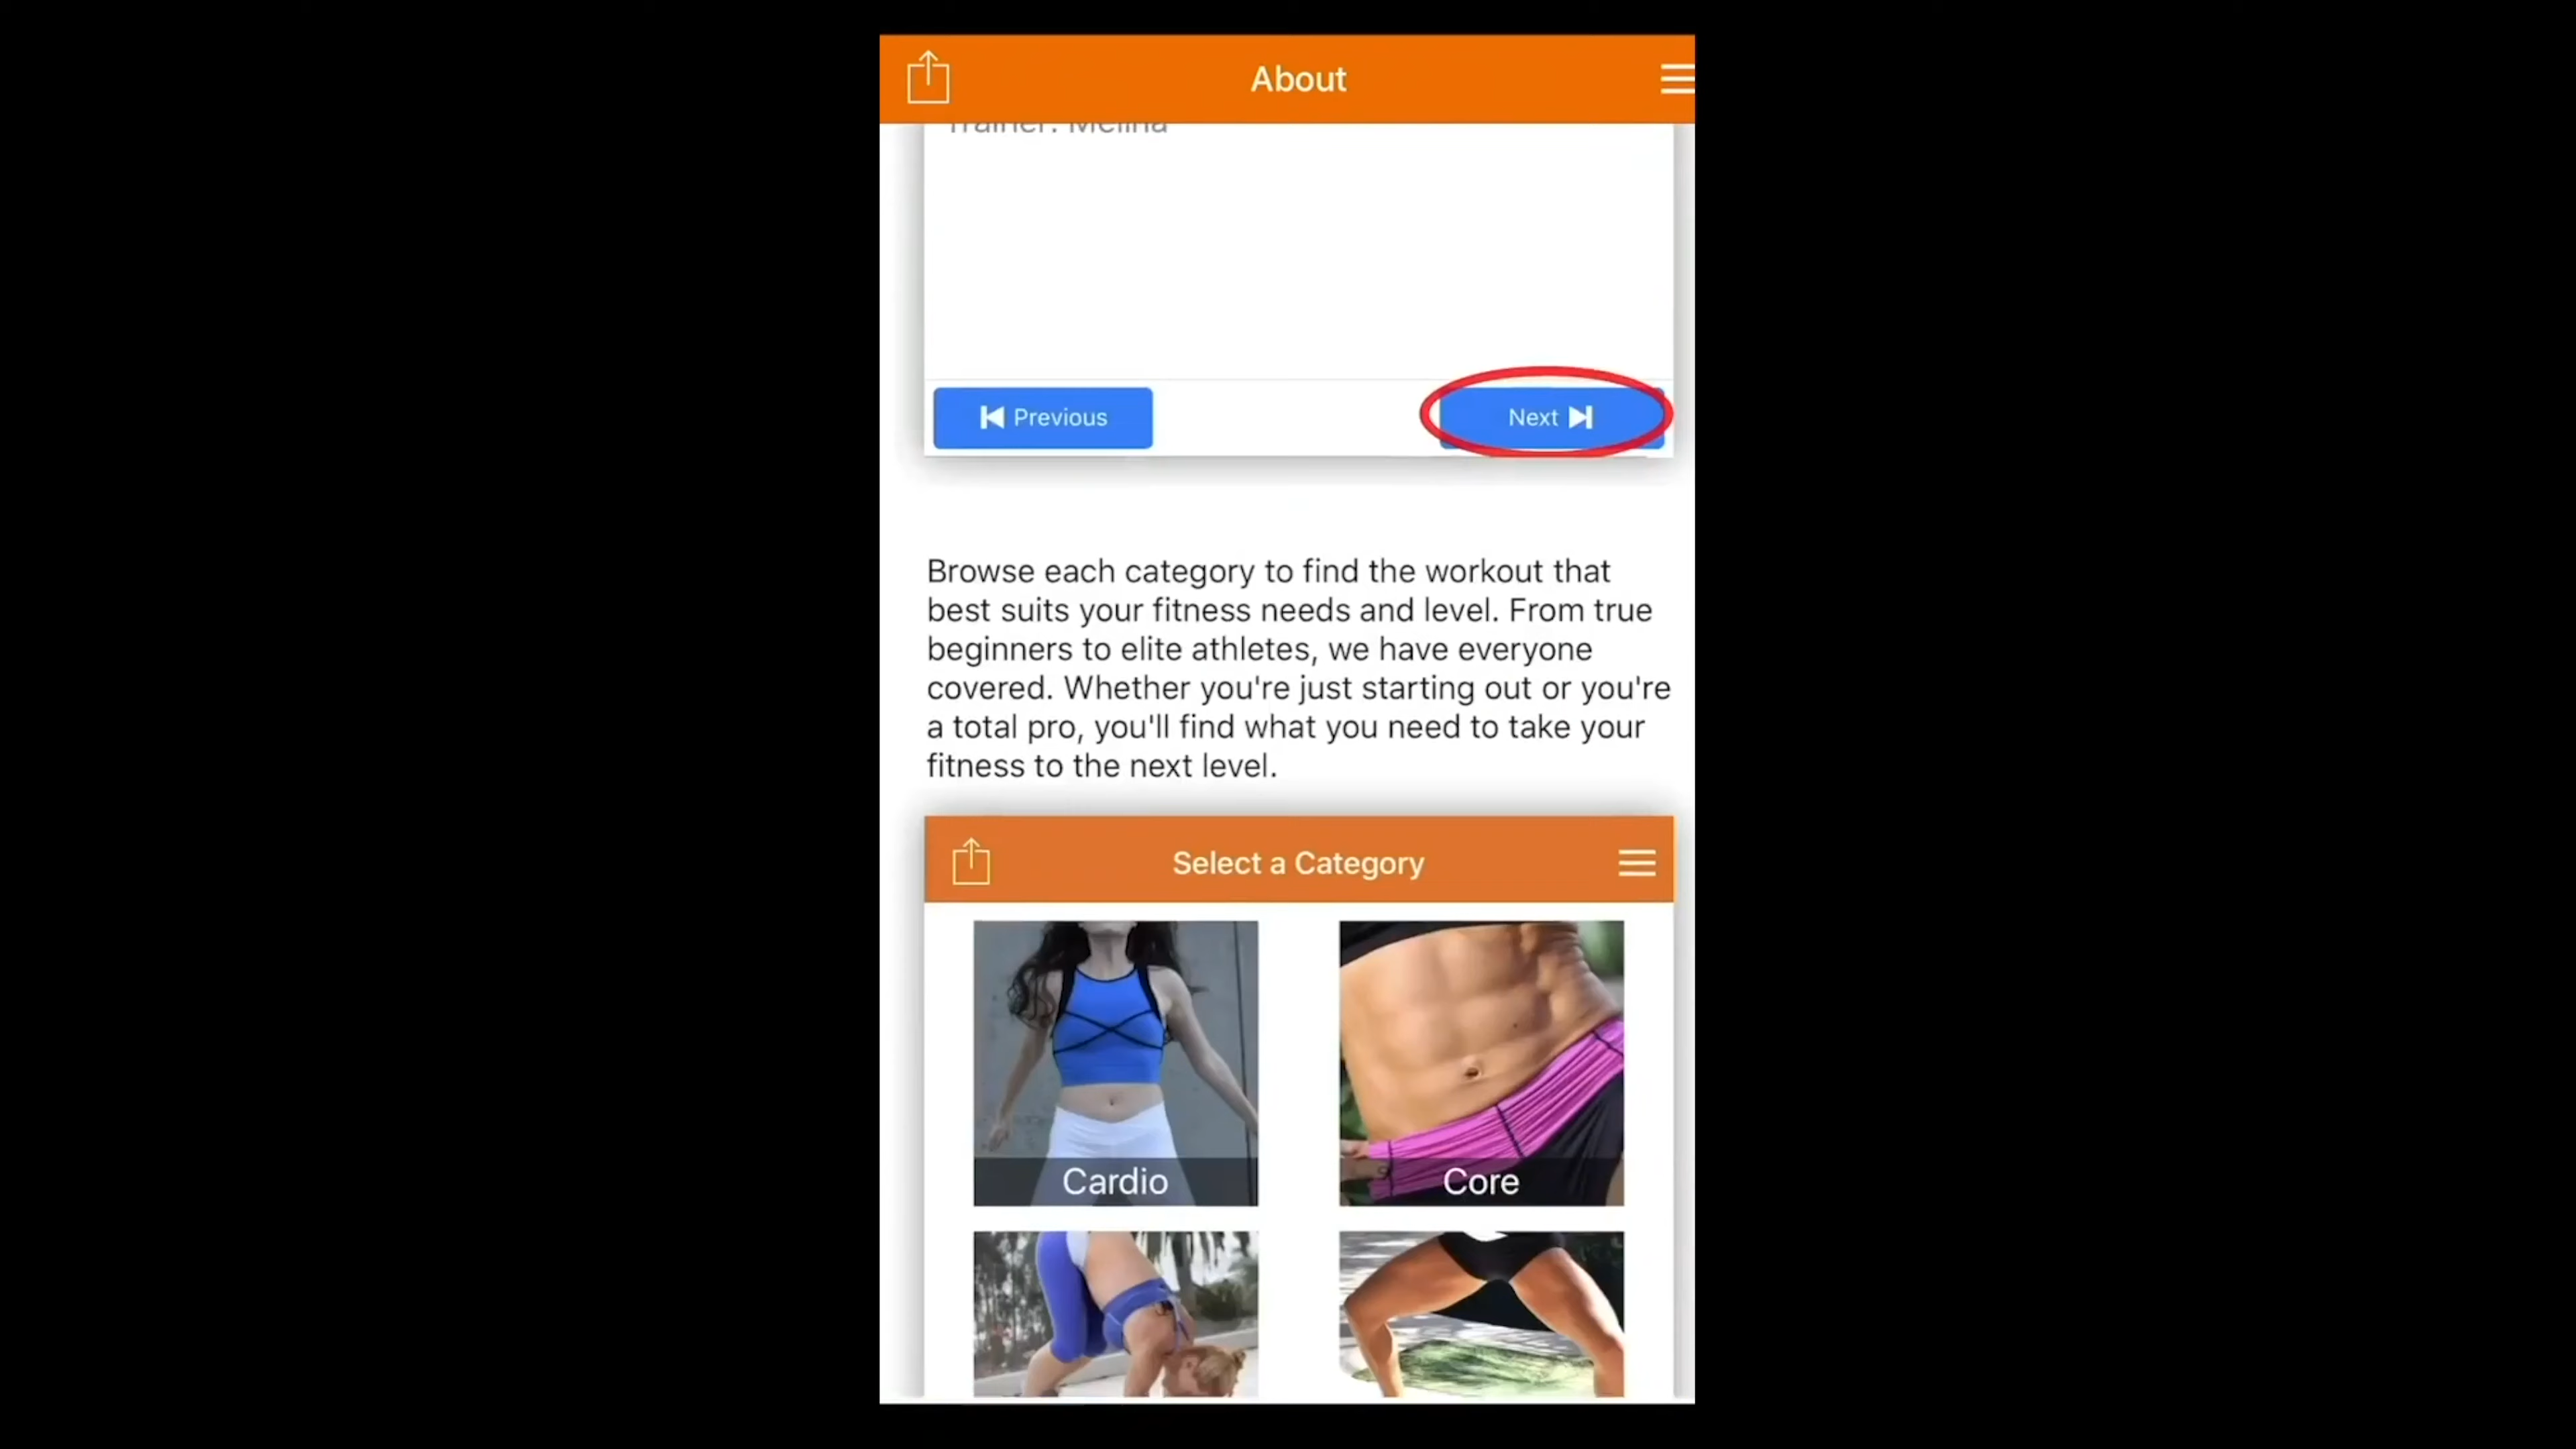 About
Trainer: Melina
Previous
Next
Browse each category to find the workout that
best suits your fitness needs and level. From true
beginners to elite athletes, we have everyone
covered. Whether you're just starting out or you're
a total pro, you'll find what you need to take your
fitness to the next level.
Select a Category
Cardio
Core